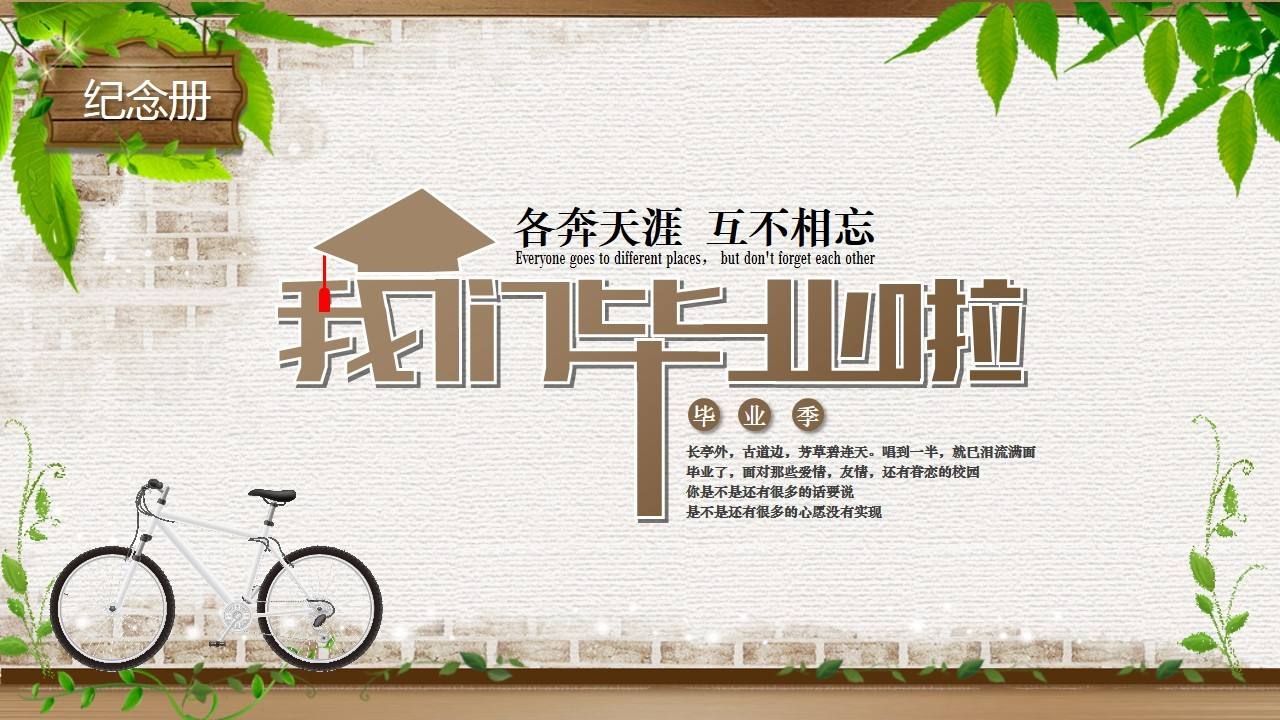 纪念册
各奔天涯 互不相忘
Everyone goes to different places， but don't forget each other
我们毕业啦
毕 业 季
长亭外，古道边，芳草碧连天。唱到一半，就已泪流满面
毕业了，面对那些爱情，友情，还有眷恋的校园
你是不是还有很多的话要说
是不是还有很多的心愿没有实现